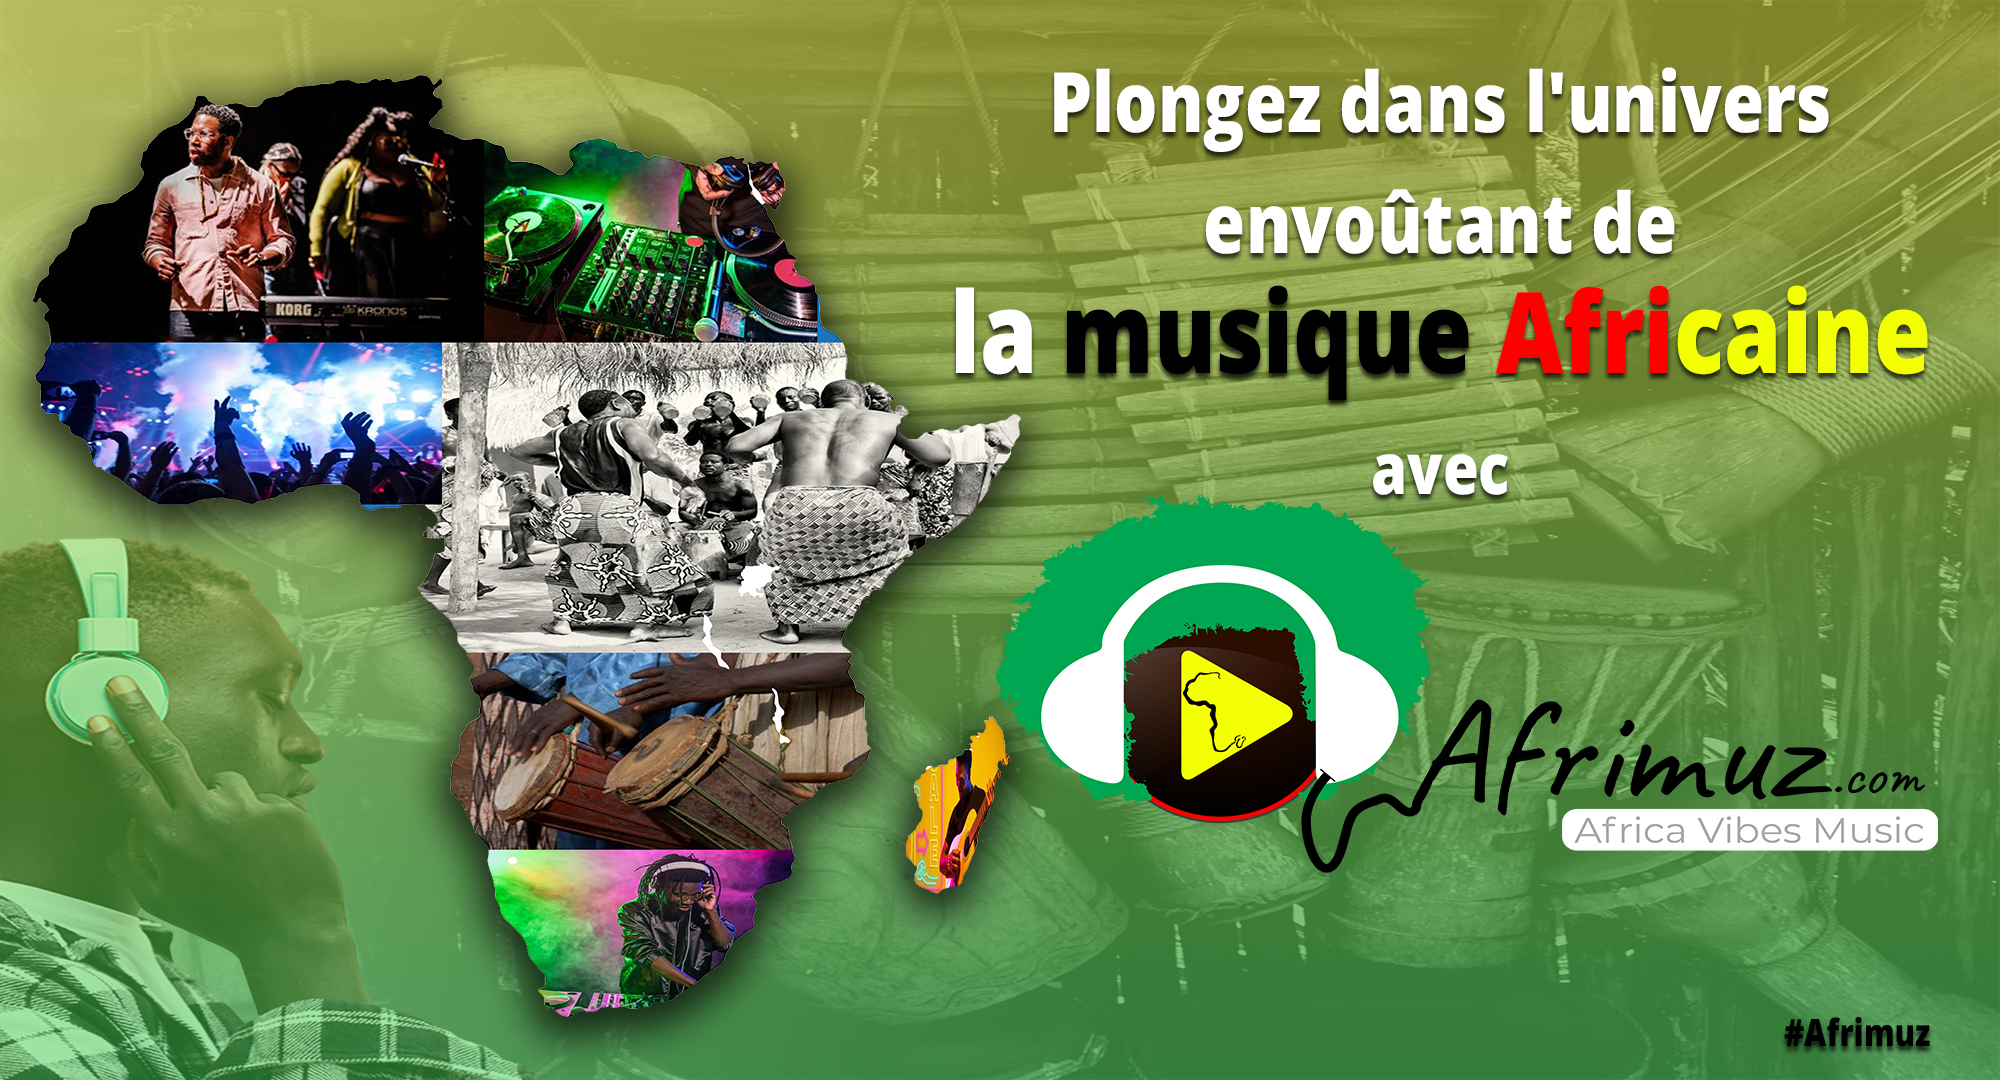 Plongez dans l'univers
envoûtant de
la musique Africaine
avec
Afrimuz.com
Africa Vibes Music
#Afrimuz
KORG KRONOS